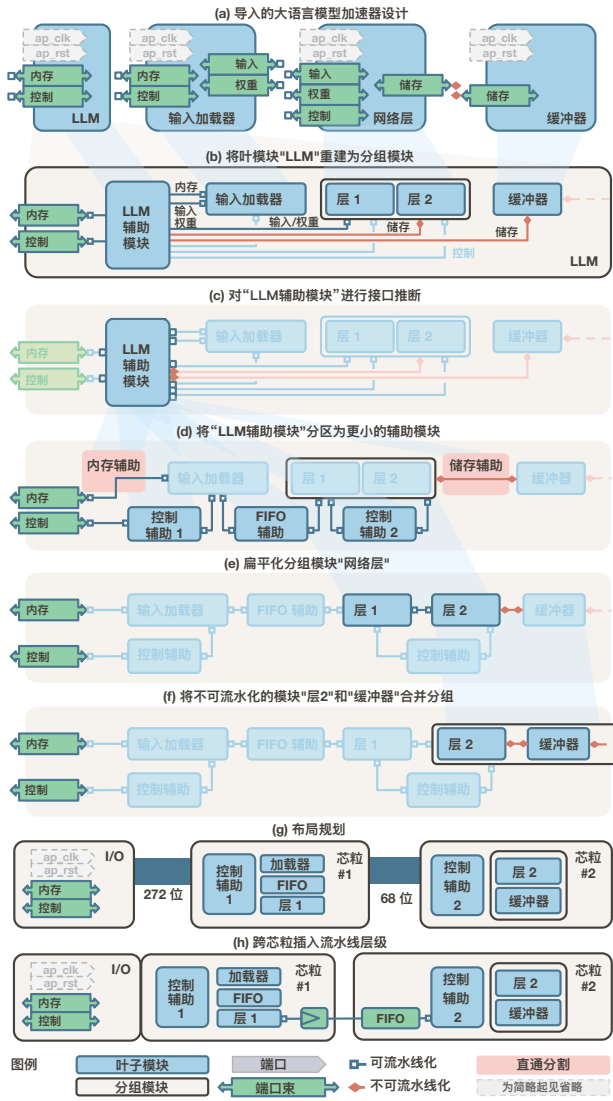 (a) 导入的大语言模型加速器设计
ap_clk
ap_rst
内存
控制
LLM
ap_clk
ap_rst
内存
控制
输入
权重
输入加载器
ap_clk
ap_rst
输入
权重
控制
储存
网络层
ap_clk
ap_rst
储存
缓冲器
(b) 将叶模块"LLM"重建为分组模块
内存
控制
LLM
辅助
模块
内存
输入
权重
输入加载器
输入/权重
层 1
层 2
储存
控制
储存
缓冲器
LLM
(c) 对“LLM辅助模块”进行接口推断
内存
控制
LLM
辅助
模块
输入加载器
层 1
层 2
缓冲器
(d) 将“LLM辅助模块”分区为更小的辅助模块
内存辅助
储存辅助
输入加载器
层 1
层 2
缓冲器
内存
控制
控制
辅助 1
FIFO
辅助
控制
辅助 2
(e) 扁平化分组模块"网络层"
内存
输入加载器
FIFO 辅助
层 1
层 2
缓冲器
控制
控制辅助
控制辅助
(f) 将不可流水化的模块"层2"和"缓冲器"合并分组
内存
输入加载器
FIFO 辅助
层 1
层 2
缓冲器
控制
控制辅助
控制辅助
(g) 布局规划
ap_clk
ap_rst
内存
控制
I/O
272 位
控制
辅助
1
加载器
FIFO
层 1
芯粒
#1
68 位
控制
辅助
2
层 2
缓冲器
芯粒
#2
(h) 跨芯粒插入流水线层级
ap_clk
ap_rst
内存
控制
I/O
控制
辅助
1
加载器
FIFO
层 1
芯粒
#1
FIFO
控制
辅助
2
层 2
缓冲器
芯粒
#2
图例
叶子模块
端口
可流水线化
直通分割
分组模块
端口束
不可流水线化
为简略起见省略